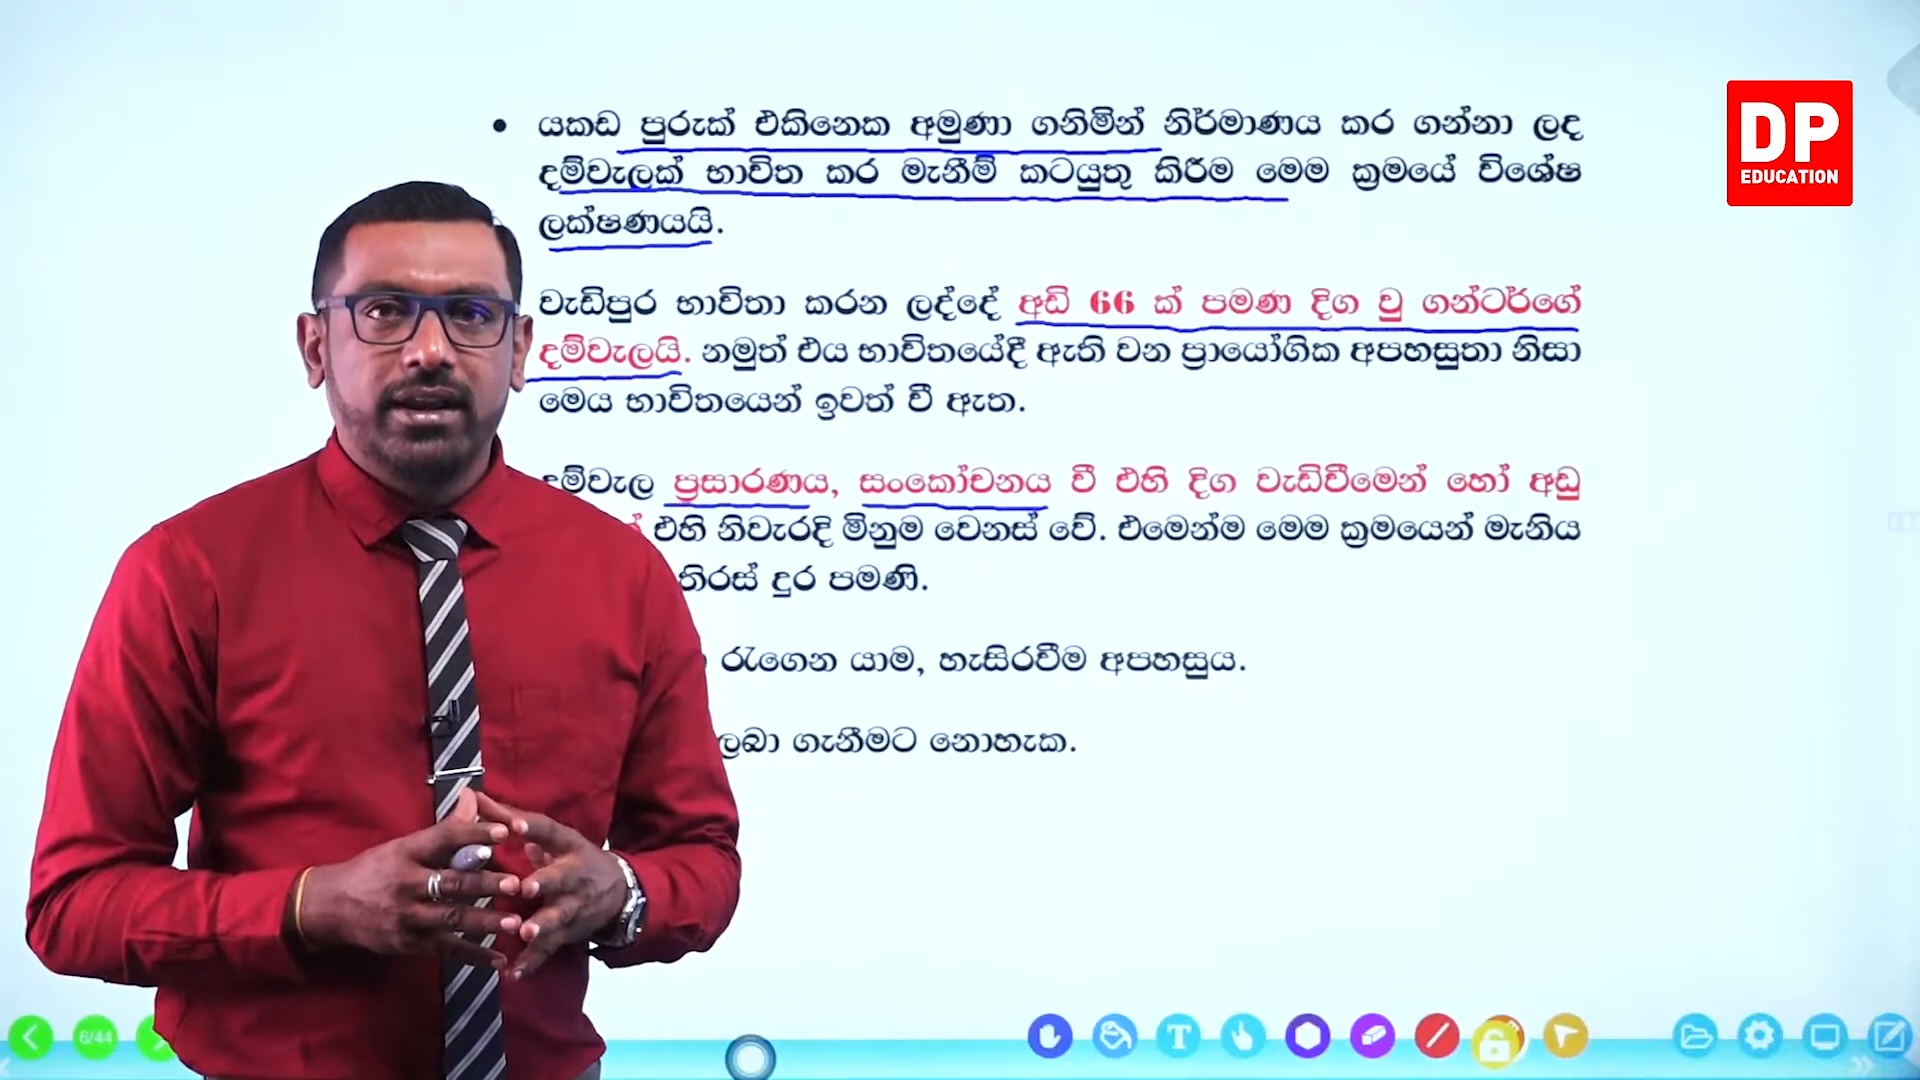 • යකඩ පුරුක් එකිනෙක අමුණා ගනිමින් නිර්මාණය කර ගන්නා ලද
දම්වැලක් භාවිත කර මැනීම් කටයුතු කිරීම මෙම ක්‍රමයේ විශේෂ
ලක්ෂණයයි.
වැඩිපුර භාවිතා කරන ලද්දේ අඩි 66 ක් පමණ දිග වූ ගන්ටර්ගේ
දම්වැලයි. නමුත් එය භාවිතයේදී ඇති වන ප්‍රායෝගික අපහසුතා නිසා
මෙය භාවිතයෙන් ඉවත් වී ඇත.
දම්වැල ප්‍රසාරණය, සංකෝචනය වී එහි දිග වැඩිවීමෙන් හෝ අඩු
එහි නිවැරදි මිනුම වෙනස් වේ. එමෙන්ම මෙම ක්‍රමයෙන් මැනිය
තිරස් දුර පමණි.
රැගෙන යාම, හැසිරවීම අපහසුය.
ලබා ගැනීමට නොහැක.
DP
EDUCATION
6/44